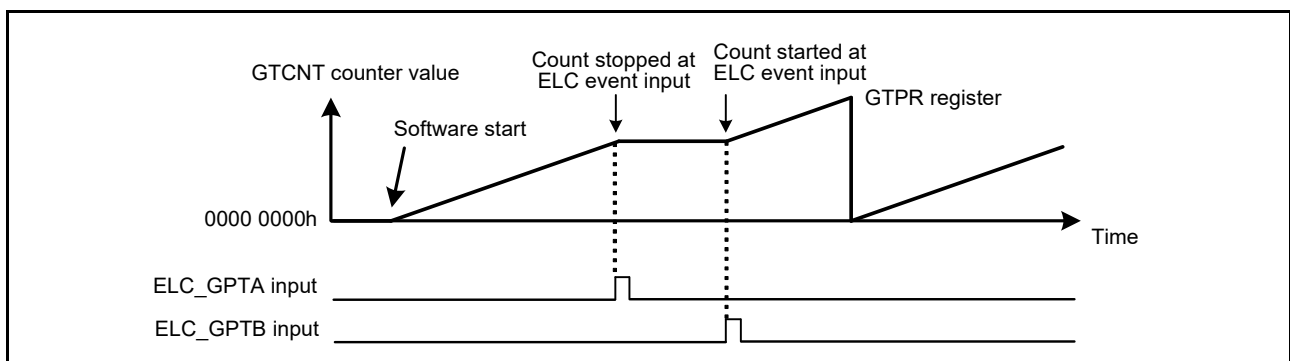 GTCNT counter value
Count stopped at
ELC event input
Count started at
ELC event input
GTPR register
Software start
0000 0000h
Time
ELC_GPTA input
ELC_GPTB input